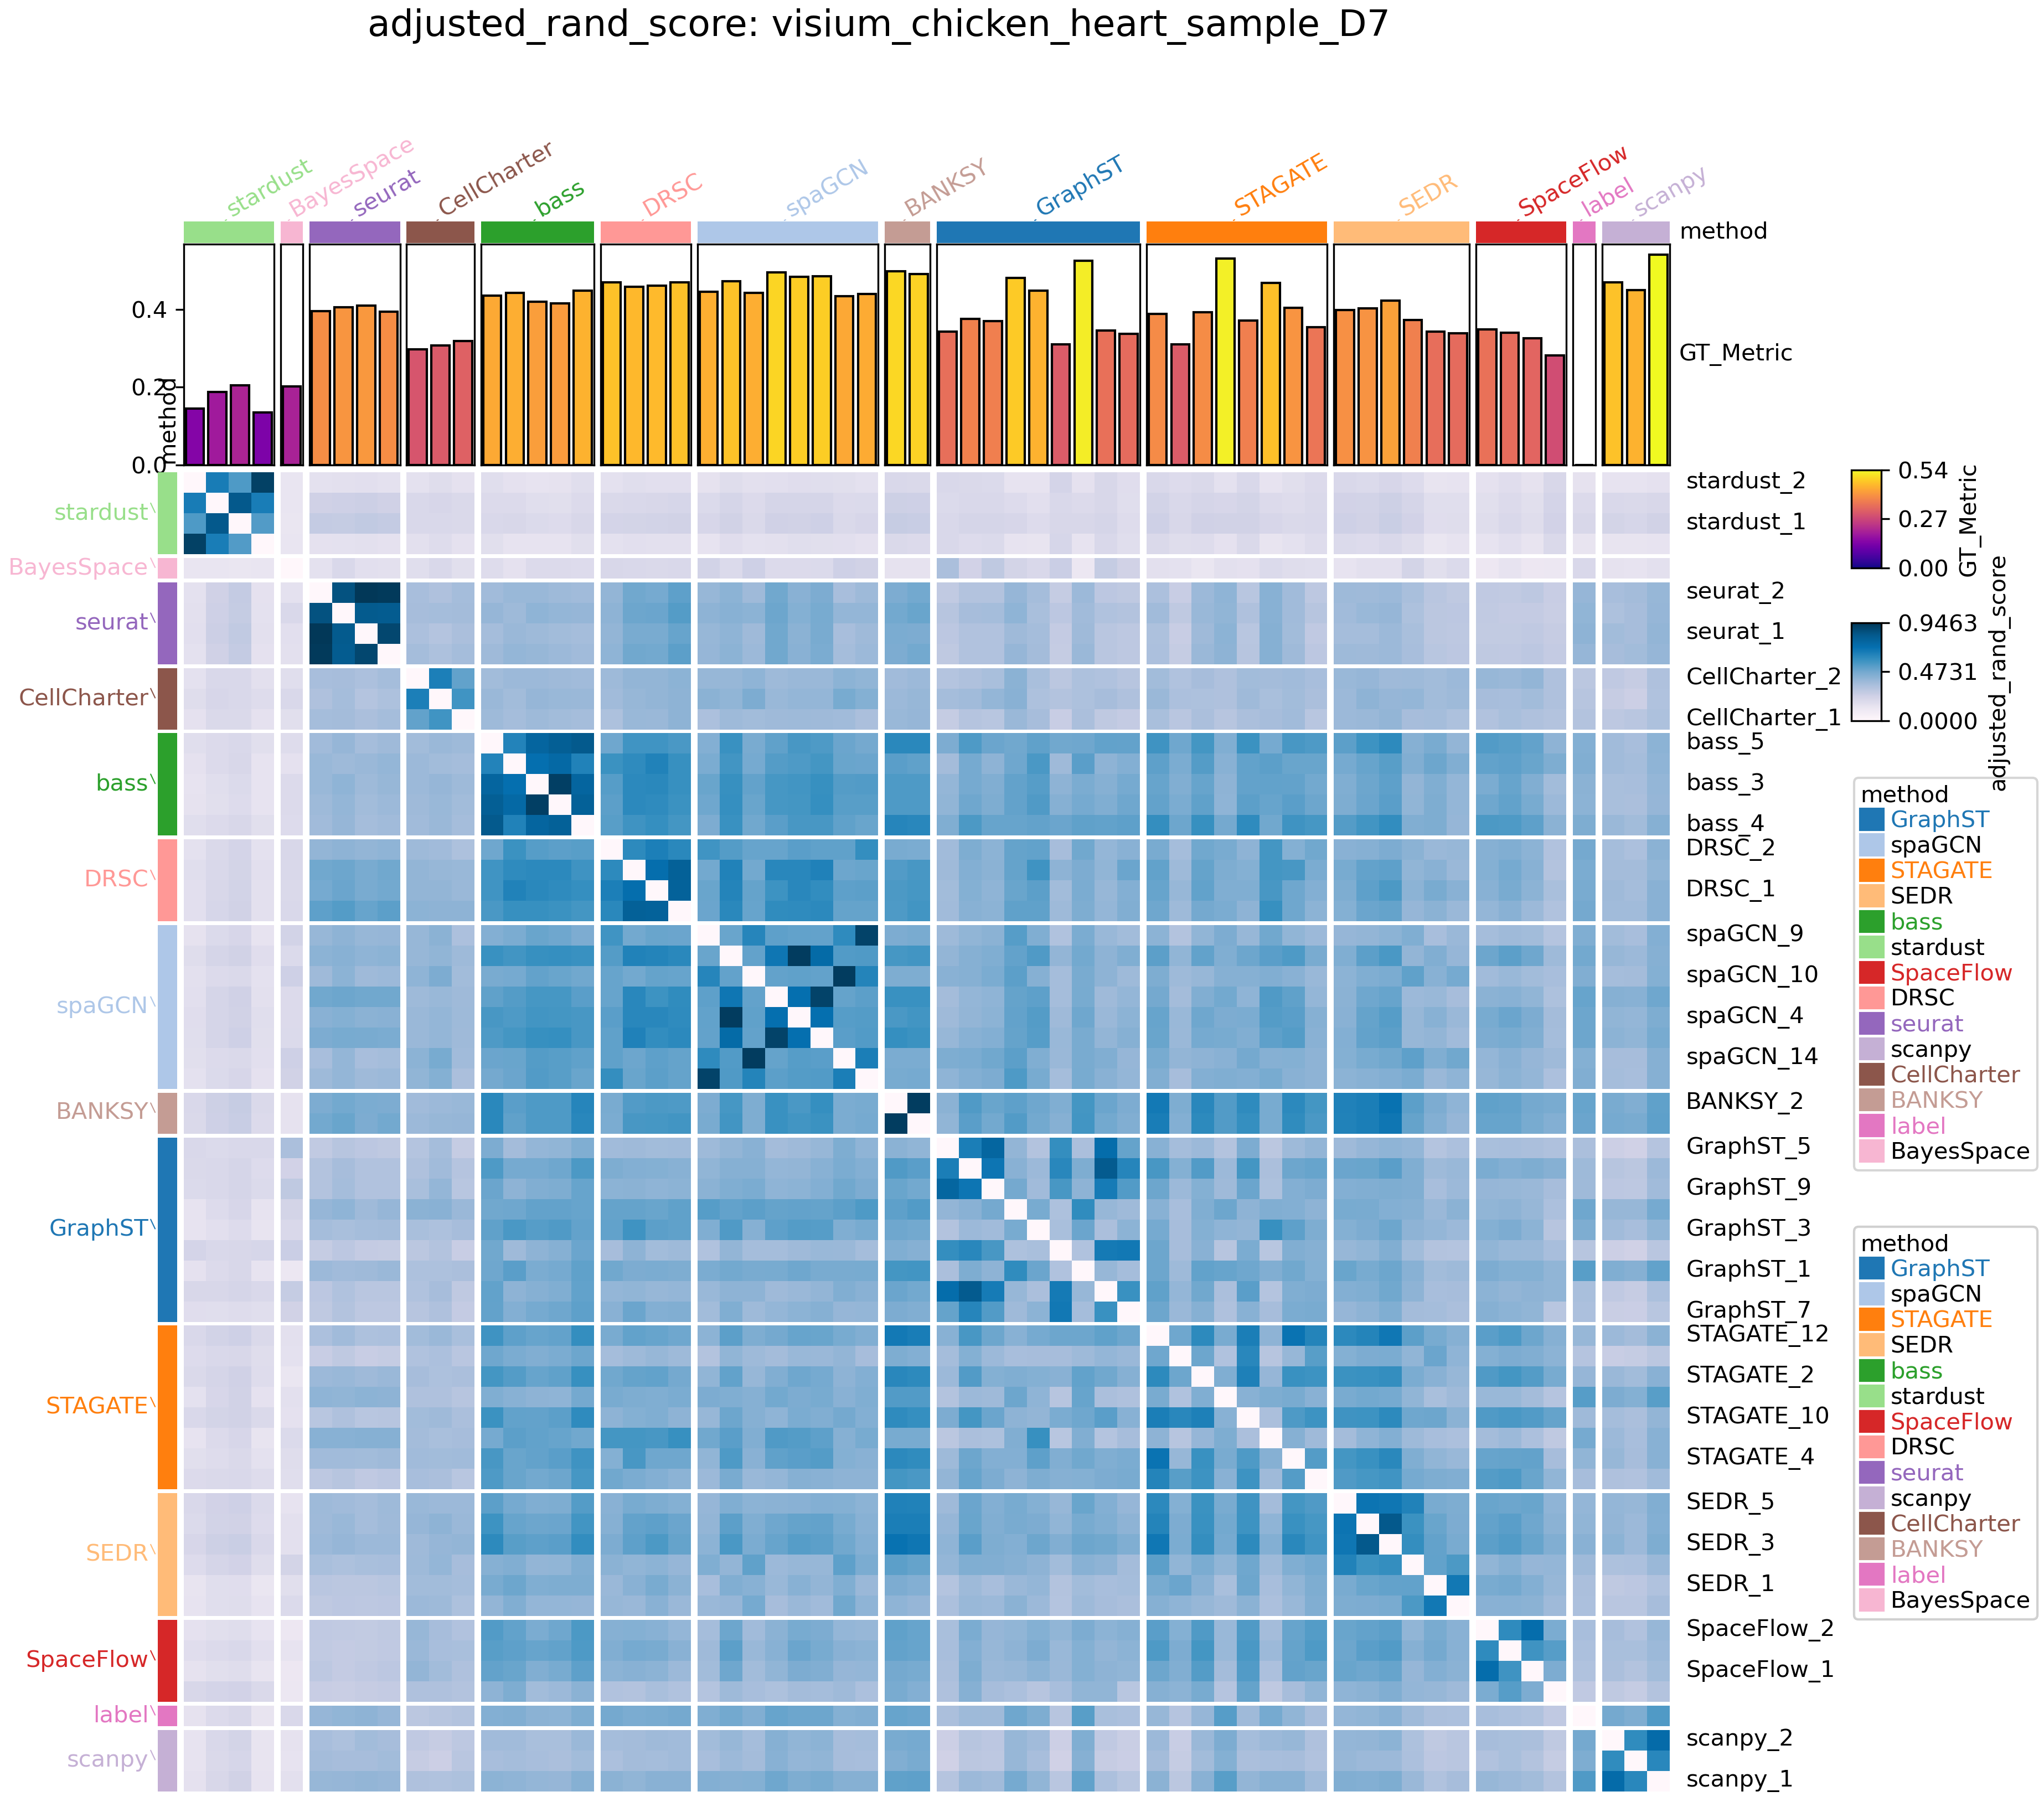 adjusted_rand_score: visium_chicken_heart_sample_D7
stardust
BayesSpace
seurat
CellCharter
bass
DRSC
spaGCN
BANKSY
GraphST
STAGATE
SEDR
SpaceFlow
label
scanpy
method
0.4
0.2
0.0
method
GT_Metric
stardust
BayesSpace
seurat
CellCharter
bass
DRSC
spaGCN
BANKSY
GraphST
STAGATE
SEDR
SpaceFlow
label
scanpy
stardust_2
stardust_1
seurat_2
seurat_1
CellCharter_2
CellCharter_1
bass_5
bass_3
bass_4
DRSC_2
DRSC_1
spaGCN_9
spaGCN_10
spaGCN_4
spaGCN_14
BANKSY_2
GraphST_5
GraphST_9
GraphST_3
GraphST_1
GraphST_7
STAGATE_12
STAGATE_2
STAGATE_10
STAGATE_4
SEDR_5
SEDR_3
SEDR_1
SpaceFlow_2
SpaceFlow_1
scanpy_2
scanpy_1
0.54
0.27
0.00
GT_Metric
0.9463
0.4731
0.0000
adjusted_rand_score
method
GraphST
spaGCN
STAGATE
SEDR
bass
stardust
SpaceFlow
DRSC
seurat
scanpy
CellCharter
BANKSY
label
BayesSpace
method
GraphST
spaGCN
STAGATE
SEDR
bass
stardust
SpaceFlow
DRSC
seurat
scanpy
CellCharter
BANKSY
label
BayesSpace